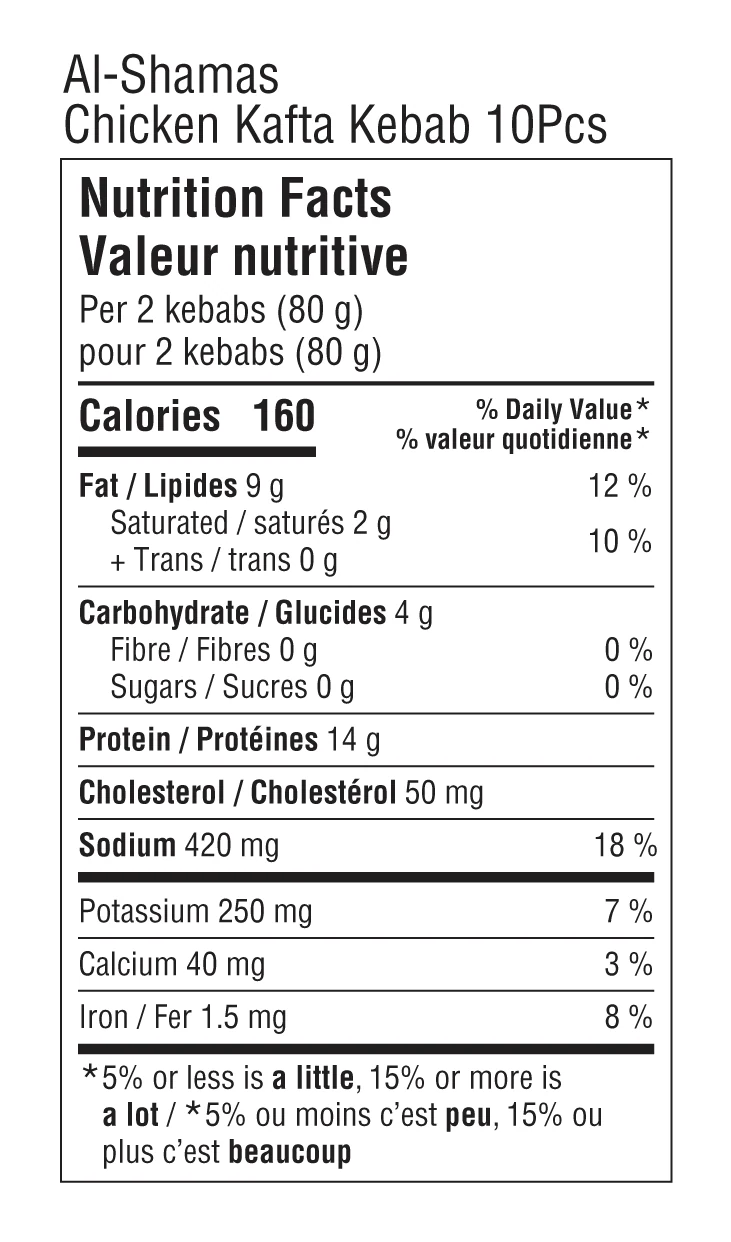 Al-Shamas
Chicken Kafta Kebab 10Pcs
Nutrition Facts
Valeur nutritive
Per 2 kebabs (80 g)
pour 2 kebabs (80 g)
Calories 160
% Daily Value*
% valeur quotidienne*
Fat / Lipides 9 g 12 %
Saturated / saturés 2 g
+ Trans / trans 0 g 10 %
Carbohydrate / Glucides 4 g
Fibre / Fibres 0 g 0 %
Sugars / Sucres 0 g 0 %
Protein / Protéines 14 g
Cholesterol / Cholestérol 50 mg
Sodium 420 mg 18 %
Potassium 250 mg 7 %
Calcium 40 mg 3 %
Iron / Fer 1.5 mg 8 %
*5% or less is a little, 15% or more is
a lot / *5% ou moins c’est peu, 15% ou
plus c’est beaucoup